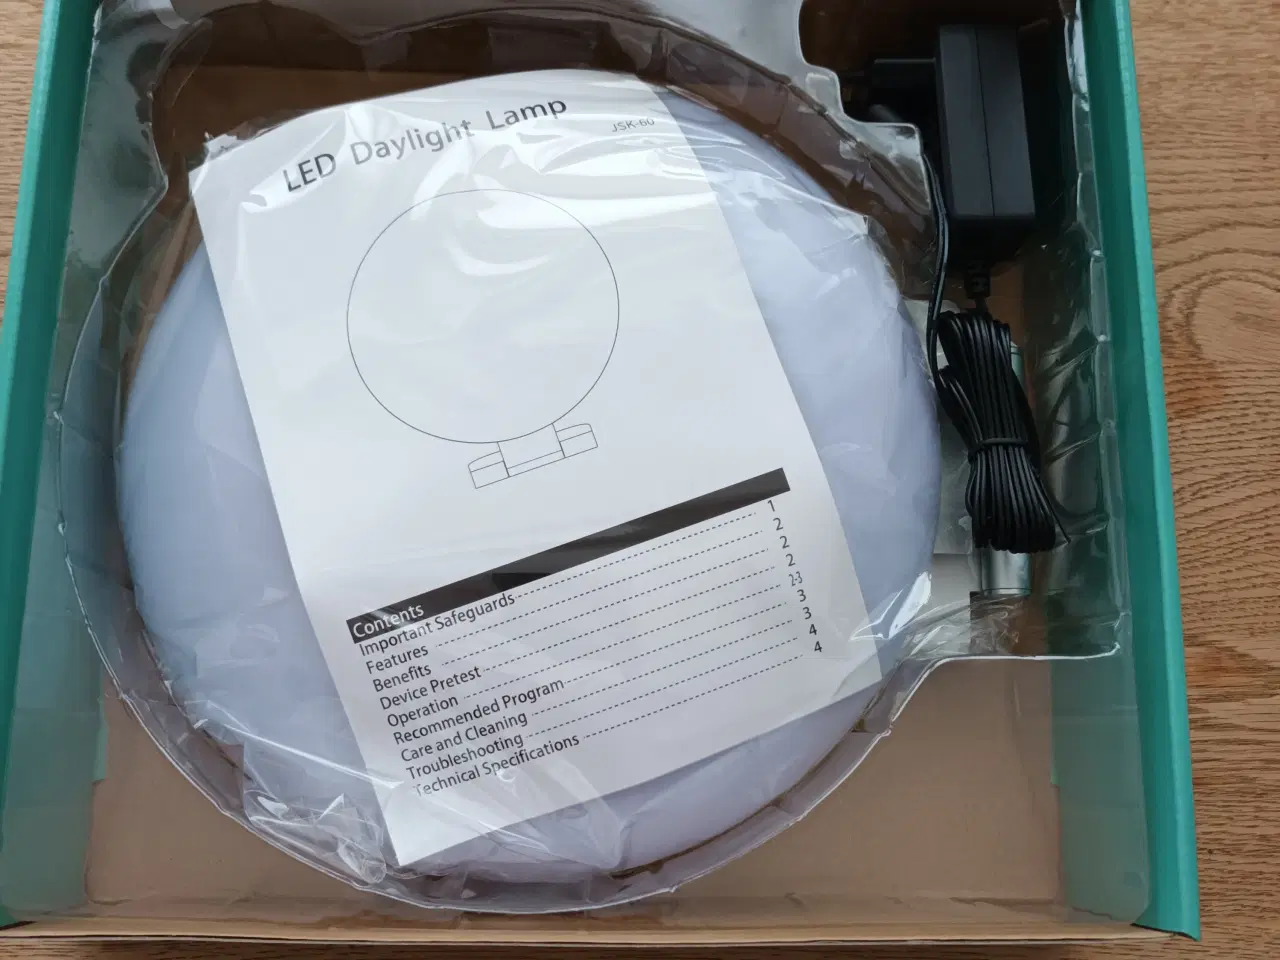 LED Daylight Lamp
JSK-60
Contents
Important Safeguards 1
Features 2
Benefits 2
Device Pretest 2
Operation 2-3
Recommended Program 3
Care and Cleaning 3
Troubleshooting 4
Technical Specifications 4